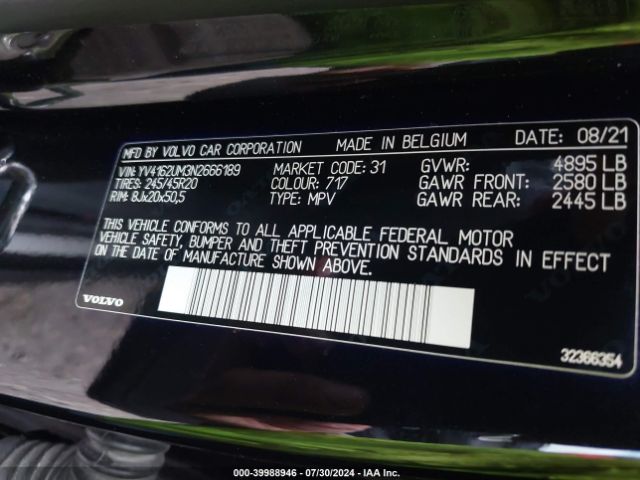 MFD BY VOLVO CAR CORPORATION MADE IN BELGIUM DATE: 08/21
VIN: YV4162UM3N2666189 MARKET CODE: 31 GVWR: 4895 LB
TIRES: 245/45R20 COLOUR: 717 GAWR FRONT: 2580 LB
RIM: 8Jx20x50,5 TYPE: MPV GAWR REAR: 2445 LB
THIS VEHICLE CONFORMS TO ALL APPLICABLE FEDERAL MOTOR
VEHICLE SAFETY, BUMPER AND THEFT PREVENTION STANDARDS IN EFFECT
ON THE DATE OF MANUFACTURE SHOWN ABOVE.
VOLVO
32366354
000-39988946 - 07/30/2024 - IAA Inc.